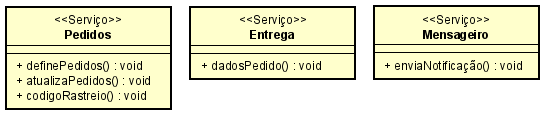 <<Serviço>>
Pedidos
+ definePedidos() : void
+ atualizaPedidos() : void
+ codigoRastreio() : void
<<Serviço>>
Entrega
+ dadosPedido() : void
<<Serviço>>
Mensageiro
+ enviaNotificação() : void